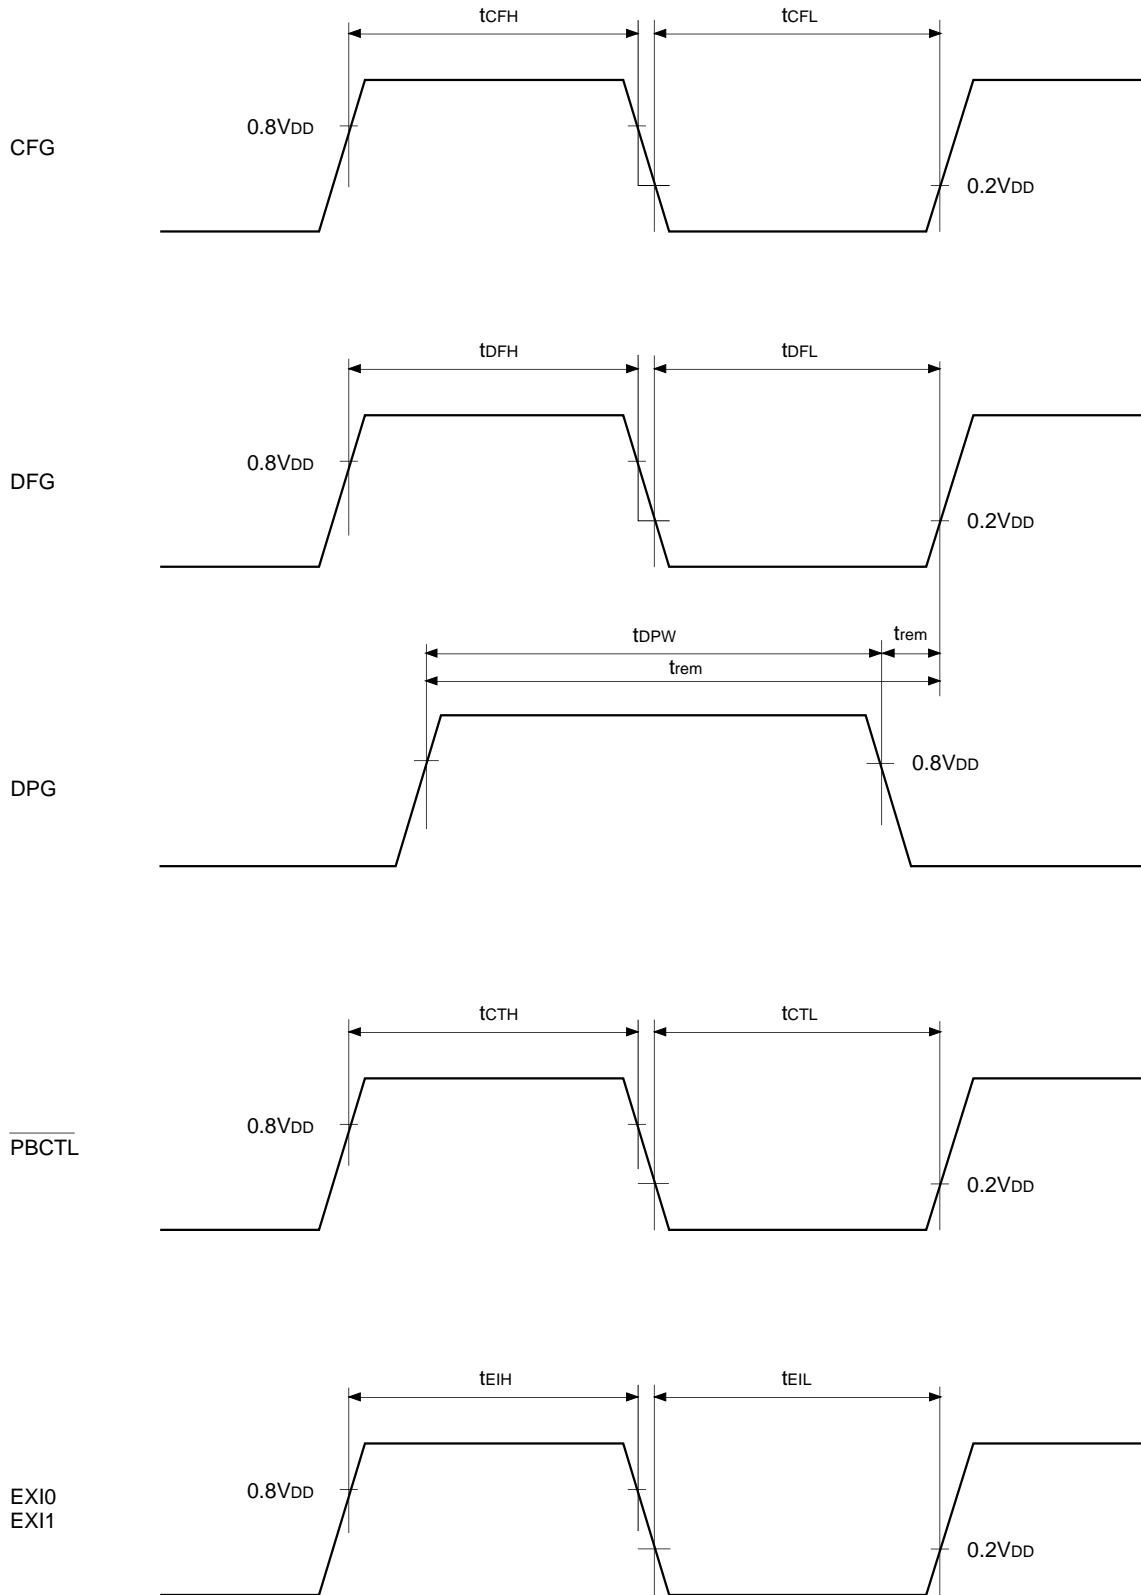 tCFH tCFL
0.8VDD
CFG
0.2VDD
tDFH tDFL
0.8VDD
DFG
0.2VDD
tDPW trem
trem
0.8VDD
DPG
tCTH tCTL
0.8VDD
PBCTL
0.2VDD
tEIH tEIL
0.8VDD
EXI0
EXI1
0.2VDD